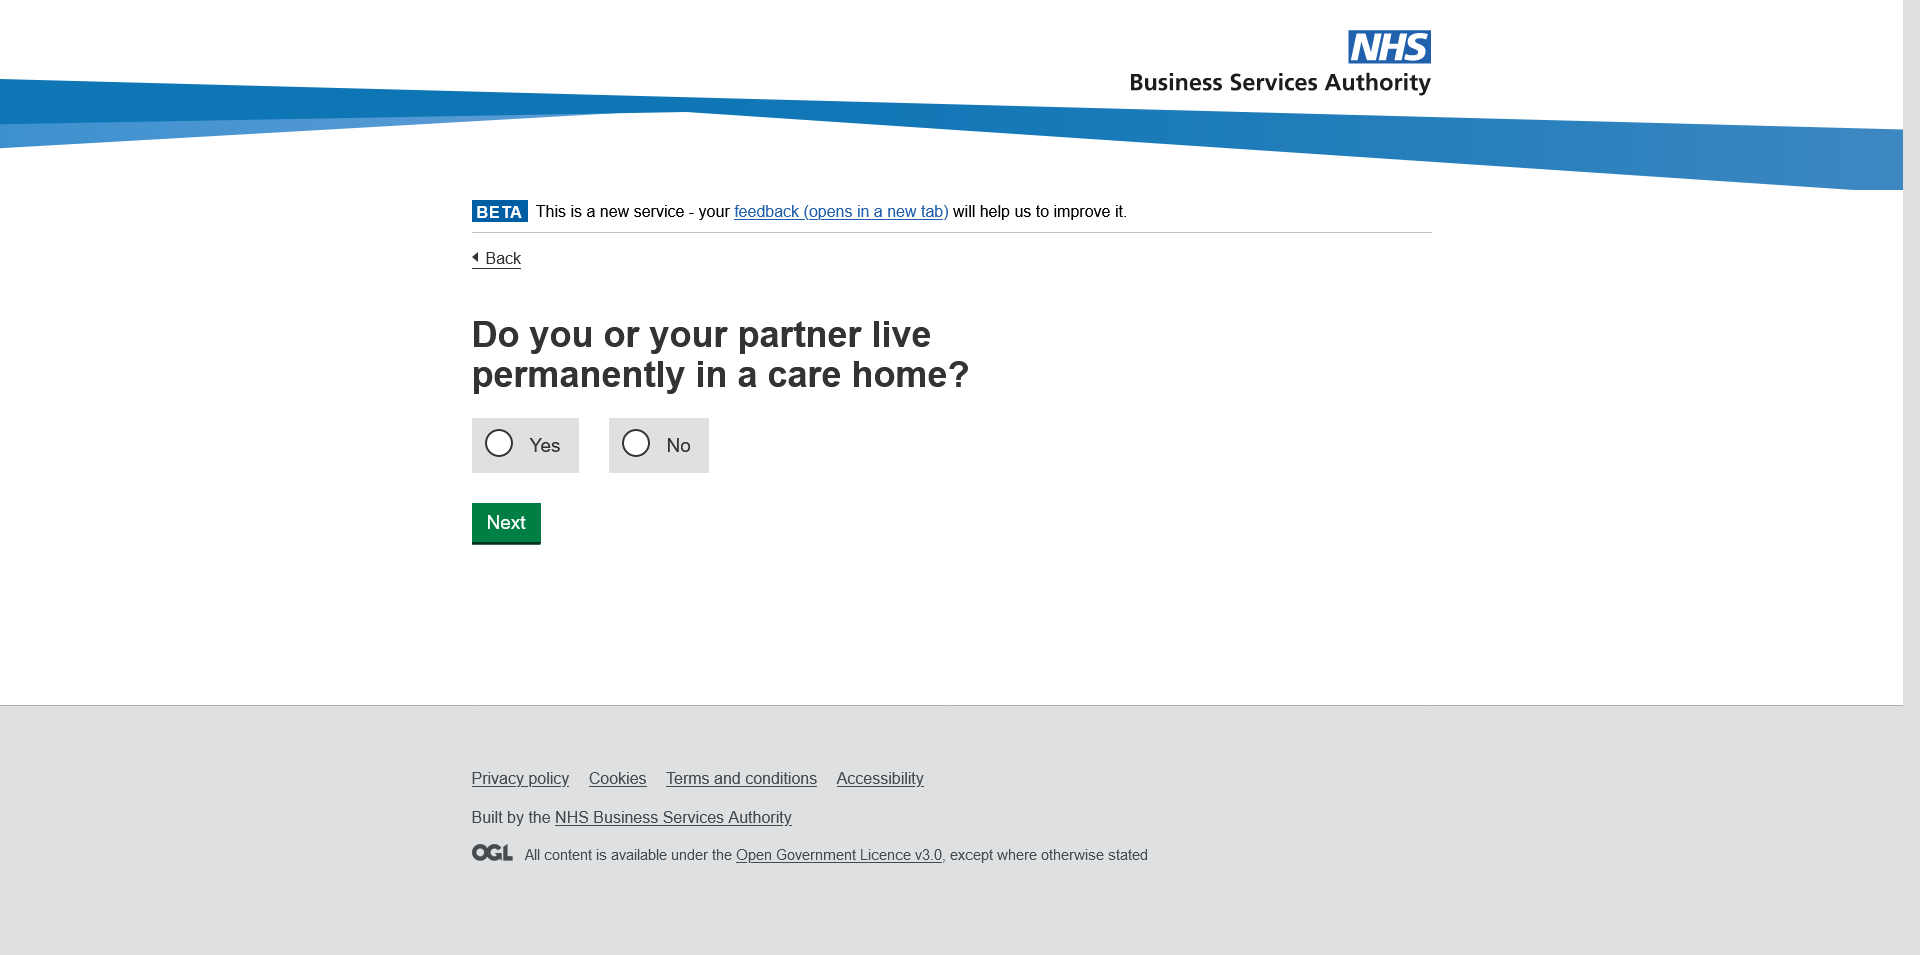 NHS
Business Services Authority
BETA This is a new service - your feedback (opens in a new tab) will help us to improve it.
Back
Do you or your partner live
permanently in a care home?
Yes No
Next
Privacy policy Cookies Terms and conditions Accessibility
Built by the NHS Business Services Authority
OGL All content is available under the Open Government Licence v3.0, except where otherwise stated